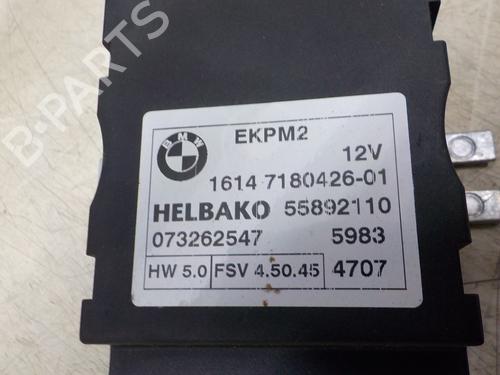 BMW
EKPM2
12V
1614 7180426-01
HELBAKO 55892110
073262547 5983
HW 5.0 FSV 4.50.45 4707
B-PARTS